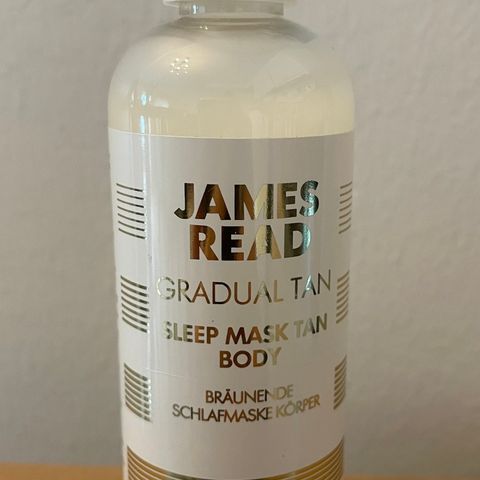 JAMES
READ
GRADUAL TAN
SLEEP MASK TAN
BODY
BRÄUNENDE
SCHLAFMASKE KÖRPER